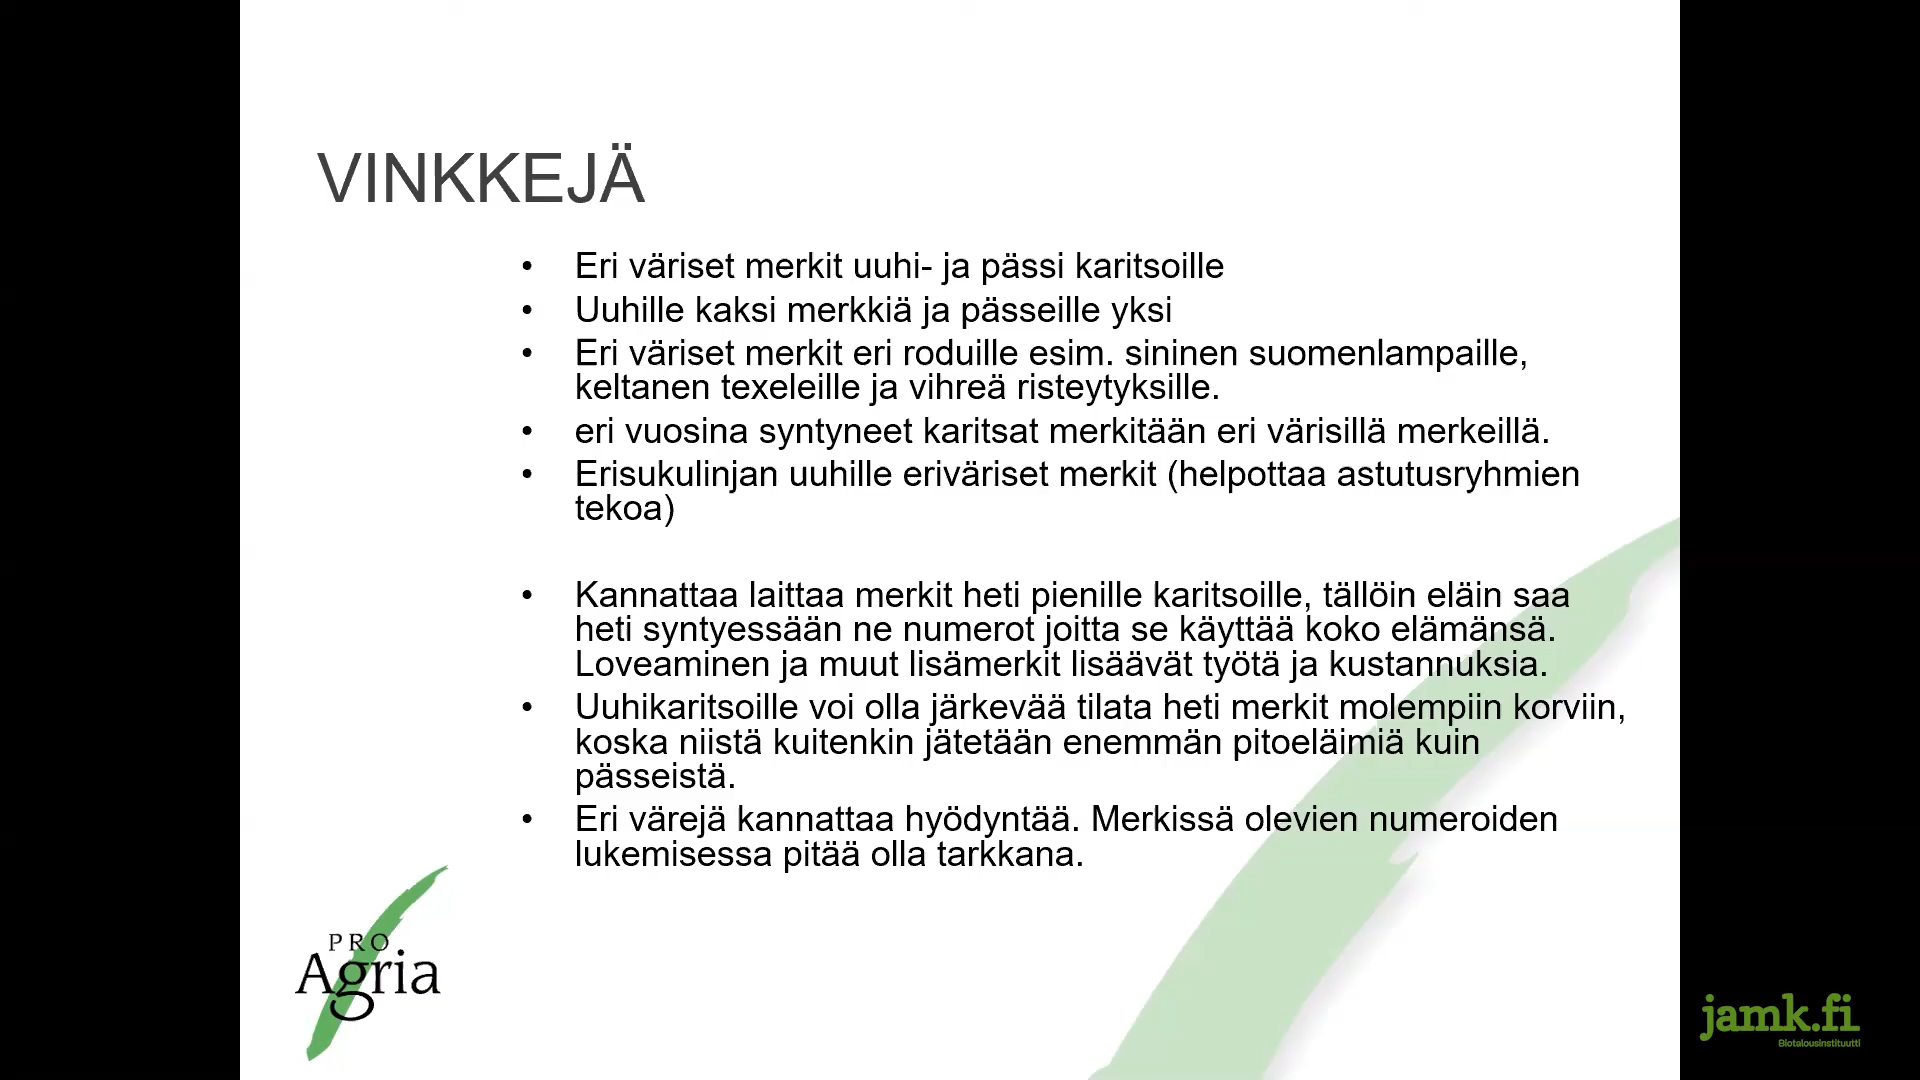 VINKKEJÄ
• Eri väriset merkit uuhi- ja pässi karitsoille
• Uuhille kaksi merkkiä ja pässeille yksi
• Eri väriset merkit eri roduille esim. sininen suomenlampaille,
keltanen texeleille ja vihreä risteytyksille.
• eri vuosina syntyneet karitsat merkitään eri värisillä merkeillä.
• Erisukulinjan uuhille eriväriset merkit (helpottaa astutusryhmien
tekoa)
• Kannattaa laittaa merkit heti pienille karitsoille, tällöin eläin saa
heti syntyessään ne numerot joitta se käyttää koko elämänsä.
Loveaminen ja muut lisämerkit lisäävät työtä ja kustannuksia.
• Uuhikaritsoille voi olla järkevää tilata heti merkit molempiin korviin,
koska niistä kuitenkin jätetään enemmän pitoeläimiä kuin
pässeistä.
• Eri värejä kannattaa hyödyntää. Merkissä olevien numeroiden
lukemisessa pitää olla tarkkana.
PRO
Agria
jamk.fi
Biotalousinstituutti